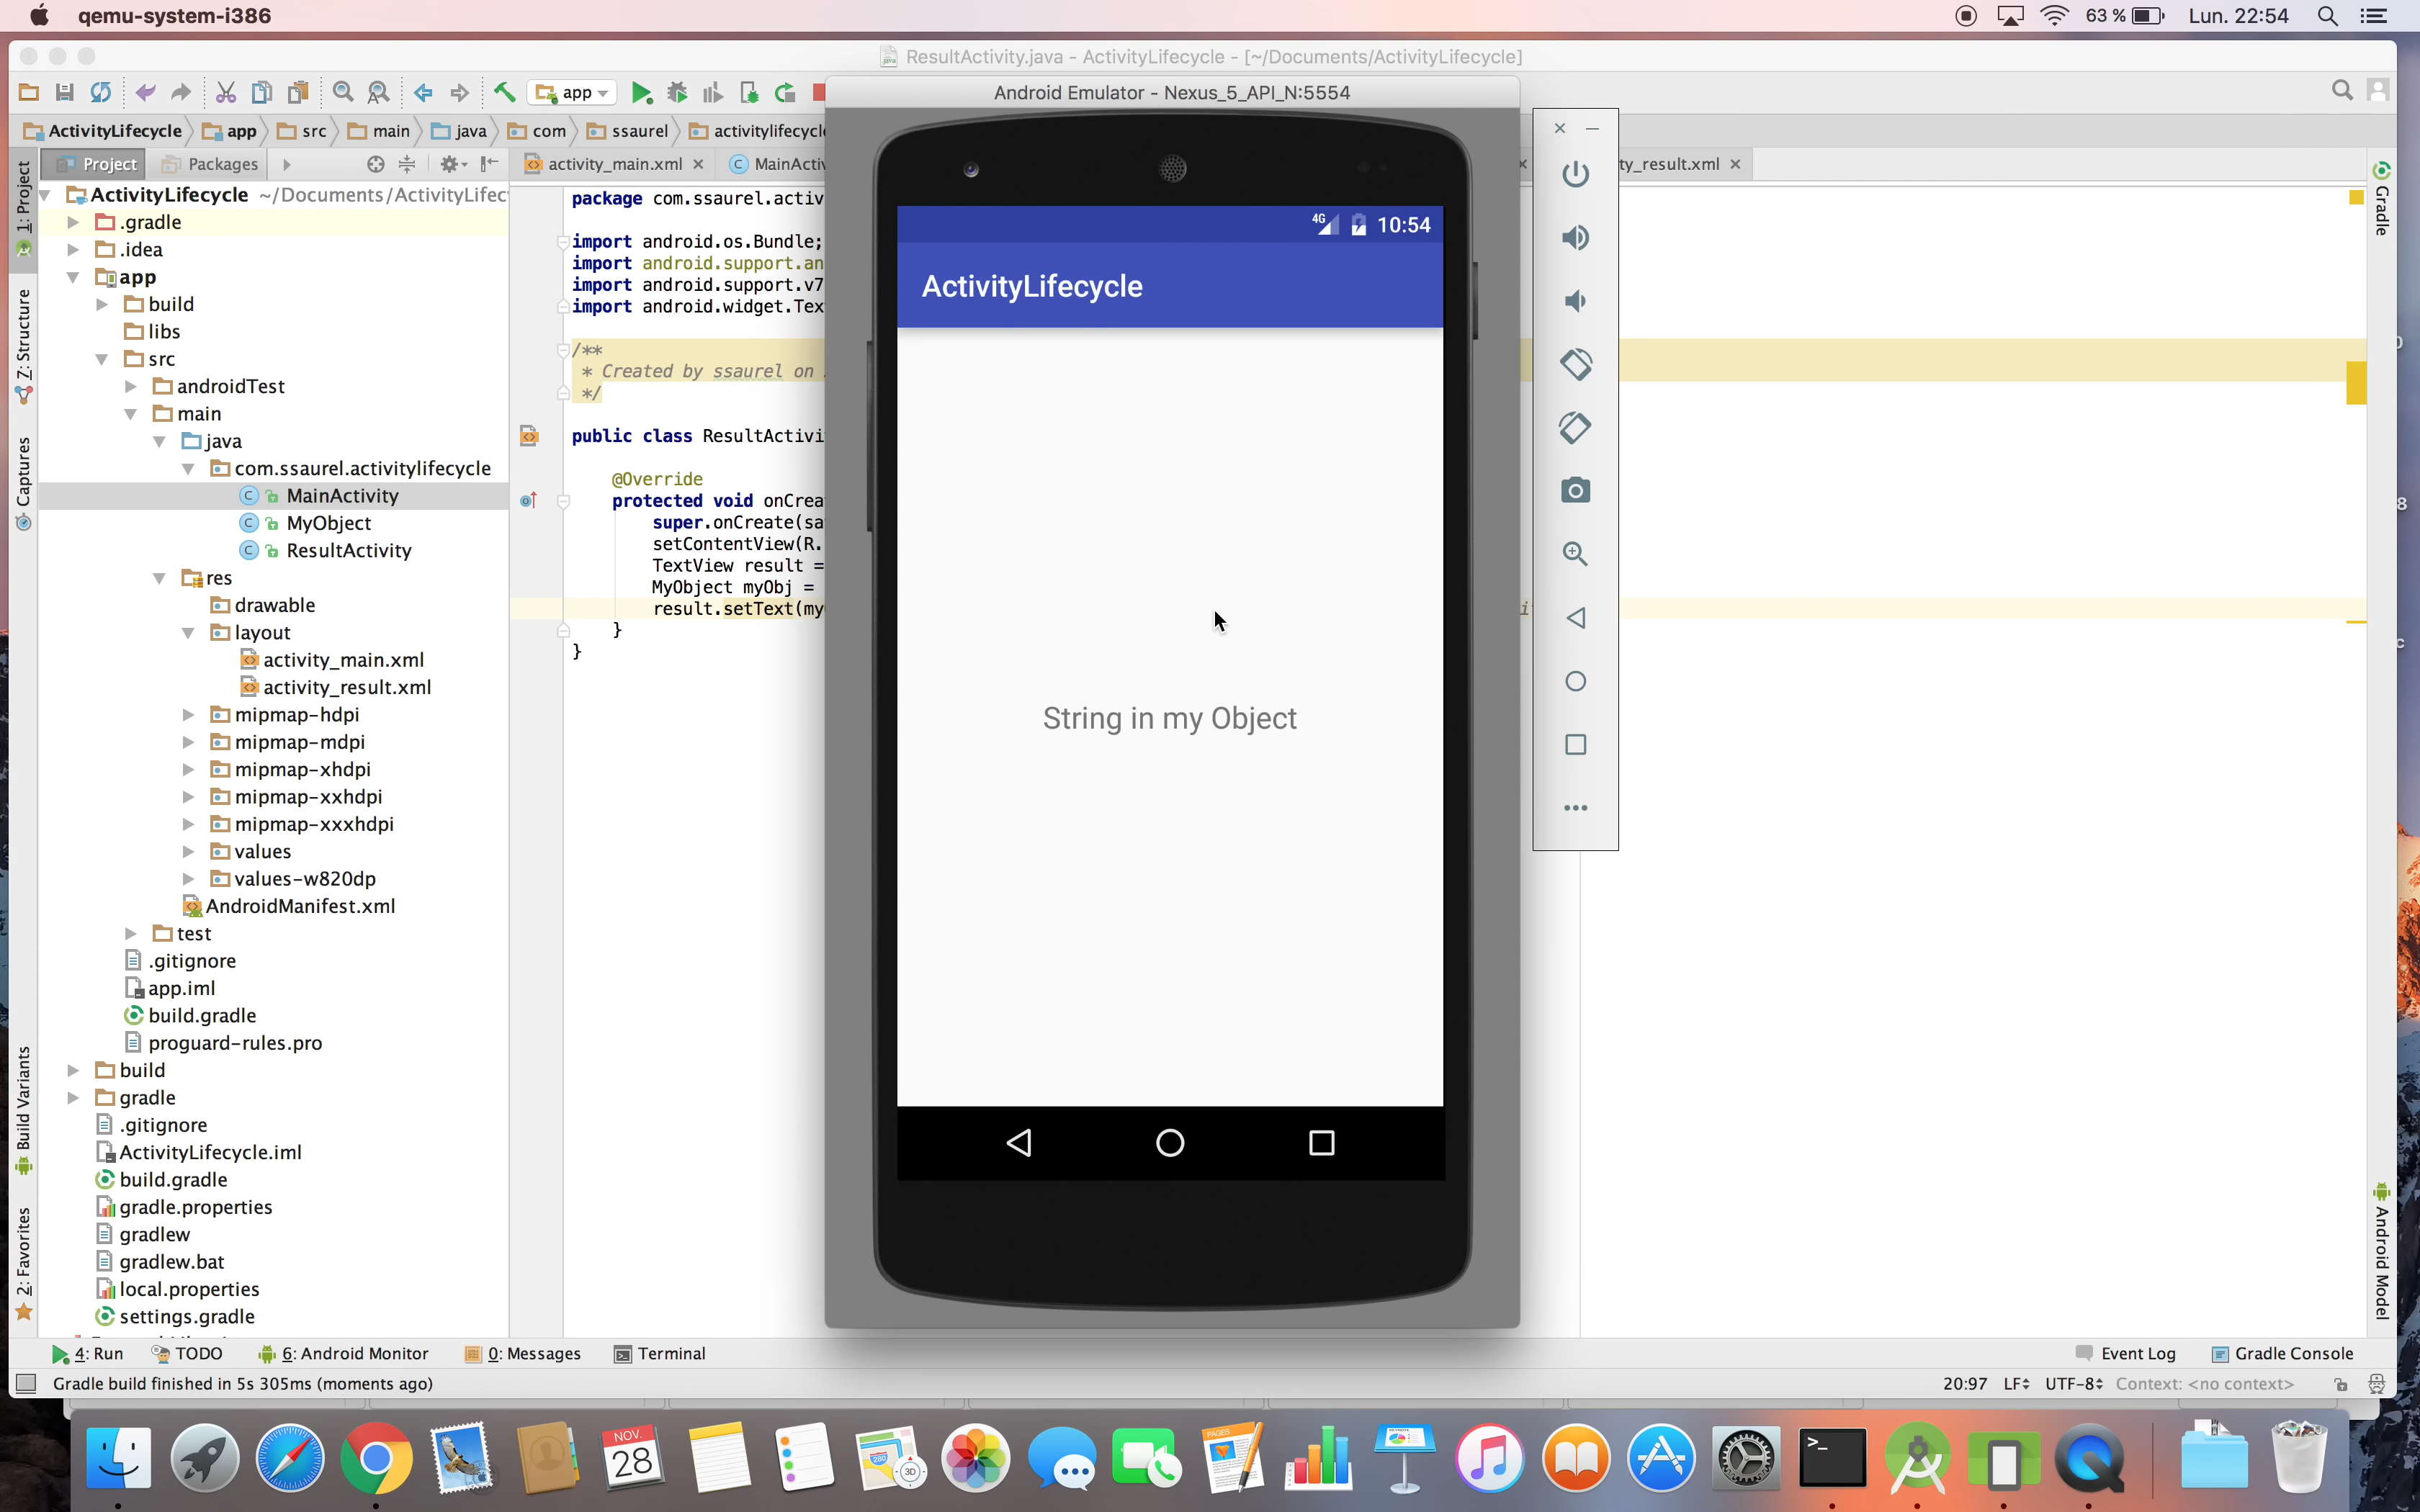 qemu-system-i386
63 %
Lun. 22:54
ResultActivity.java - ActivityLifecycle - [~/Documents/ActivityLifecycle]
app
Android Emulator - Nexus_5_API_N:5554
ActivityLifecycle
app
src
main
java
com
ssaurel
activitylifecycle
Project
Packages
activity_main.xml
MainActiv
ty_result.xml
1: Project
7: Structure
Captures
Build Variants
2: Favorites
Gradle
Android Model
ActivityLifecycle ~/Documents/ActivityLifec
.gradle
.idea
app
build
libs
src
androidTest
main
java
com.ssaurel.activitylifecycle
MainActivity
MyObject
ResultActivity
res
drawable
layout
activity_main.xml
activity_result.xml
mipmap-hdpi
mipmap-mdpi
mipmap-xhdpi
mipmap-xxhdpi
mipmap-xxxhdpi
values
values-w820dp
AndroidManifest.xml
test
.gitignore
app.iml
build.gradle
proguard-rules.pro
build
gradle
.gitignore
ActivityLifecycle.iml
build.gradle
gradle.properties
gradlew
gradlew.bat
local.properties
settings.gradle
package com.ssaurel.activ
import android.os.Bundle;
import android.support.an
import android.support.v7
import android.widget.Tex
/**
* Created by ssaurel on
*/
public class ResultActivi
@Override
protected void onCrea
super.onCreate(sa
setContentView(R.
TextView result =
MyObject myObj =
result.setText(my
}
}
4G
10:54
ActivityLifecycle
String in my Object
4: Run
TODO
6: Android Monitor
0: Messages
Terminal
Event Log
Gradle Console
Gradle build finished in 5s 305ms (moments ago)
20:97
LF
UTF-8
Context: <no context>
NOV.
28
280
3D
PAGES
>_